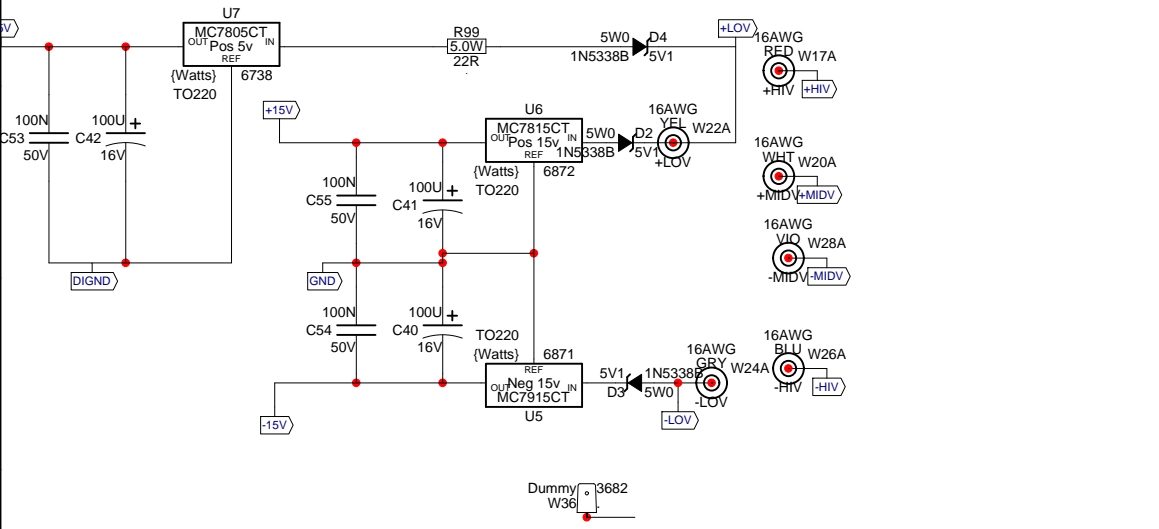 5V
U7
MC7805CT
OUT Pos 5v IN
REF
{Watts} 6738
TO220
100N
C53
50V
100U +
C42
16V
DIGND
R99
5.0W
22R
.
5W0 D4
1N5338B 5V1
+LOV
16AWG
RED
W17A
+HIV
+HIV
+15V
U6
MC7815CT
OUT Pos 15v IN
REF
{Watts} 6872
TO220
5W0 D2
1N5338B 5V1
16AWG
YEL
W22A
+LOV
16AWG
WHT
W20A
+MIDV
+MIDV
100N
C55
50V
100U +
C41
16V
GND
16AWG
VIO
W28A
-MIDV
-MIDV
100N
C54
50V
100U +
C40
16V
TO220
{Watts} 6871
REF
OUT Neg 15v IN
MC7915CT
U5
-15V
5V1 1N5338B
D3 5W0
16AWG
GRY
W24A
-LOV
-LOV
16AWG
BLU
W26A
-HIV
-HIV
Dummy 3682
W36 .